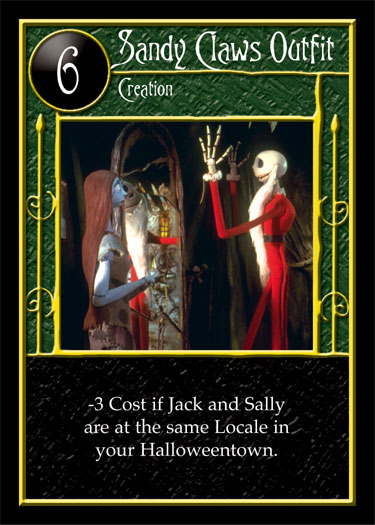 6
Sandy Claws Outfit
Creation
-3 Cost if Jack and Sally
are at the same Locale in
your Halloweentown.